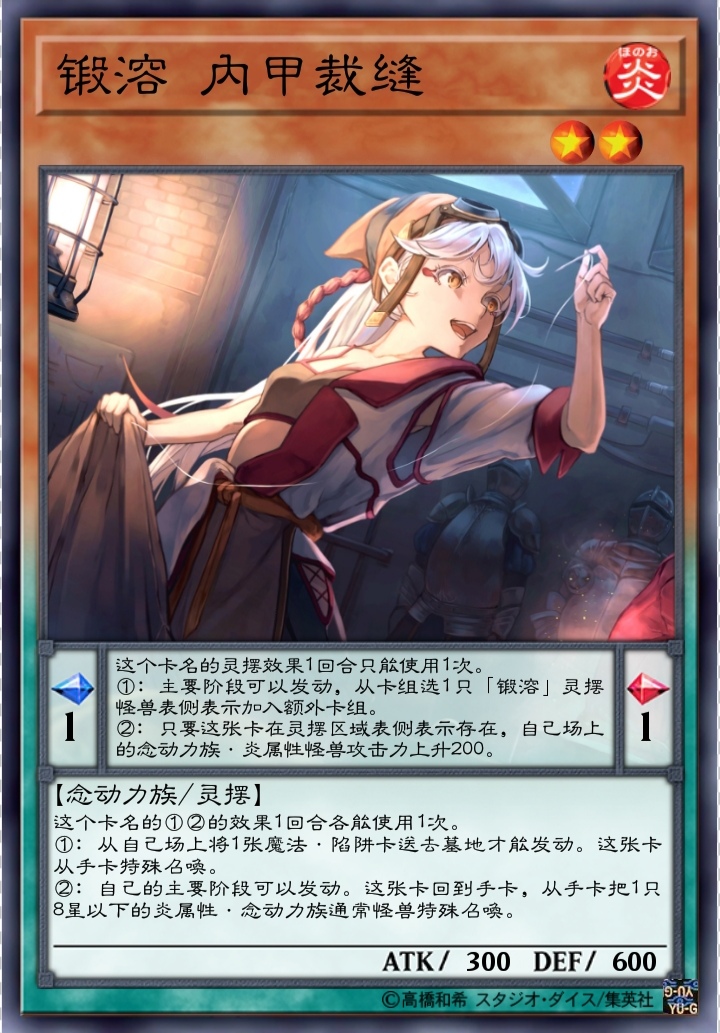 锻溶 内甲裁缝
ほのお
炎
这个卡名的灵摆效果1回合只能使用1次。
①：主要阶段可以发动，从卡组选1只「锻溶」灵摆
怪兽表侧表示加入额外卡组。
②：只要这张卡在灵摆区域表侧表示存在，自己场上
的念动力族·炎属性怪兽攻击力上升200。
1
1
【念动力族/灵摆】
这个卡名的①②的效果1回合各能使用1次。
①：从自己场上将1张魔法·陷阱卡送去墓地才能发动。这张卡
从手卡特殊召唤。
②：自己的主要阶段可以发动。这张卡回到手卡，从手卡把1只
8星以下的炎属性·念动力族通常怪兽特殊召唤。
ATK/ 300 DEF/ 600
©高橋和希 スタジオ·ダイス/集英社
YU-G
YU-G